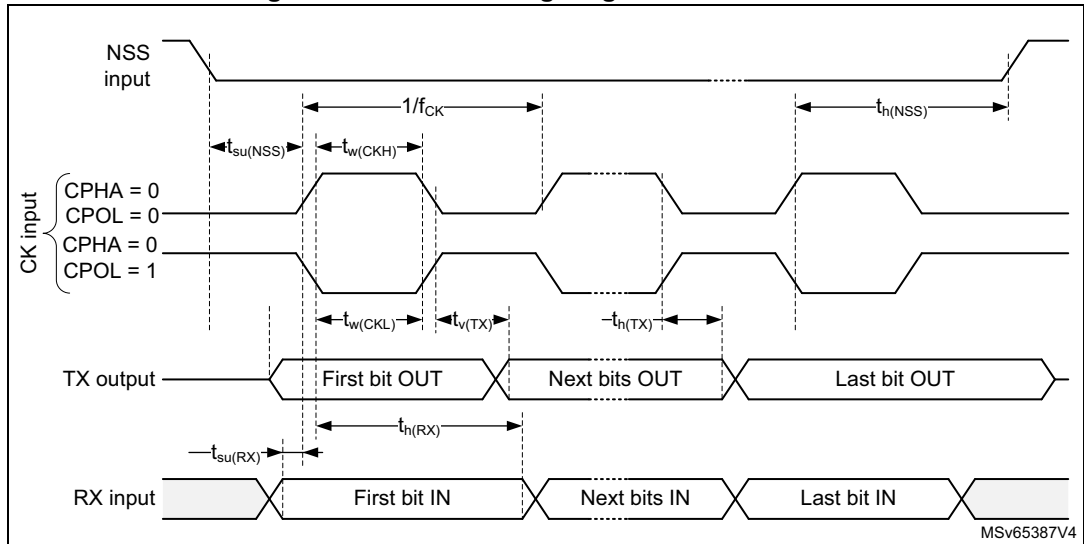 NSS
input
1/fCK
th(NSS)
tsu(NSS)
tw(CKH)
CK input
CPHA = 0
CPOL = 0
CPHA = 0
CPOL = 1
tw(CKL)
tv(TX)
th(TX)
TX output
First bit OUT
Next bits OUT
Last bit OUT
th(RX)
tsu(RX)
RX input
First bit IN
Next bits IN
Last bit IN
MSv65387V4